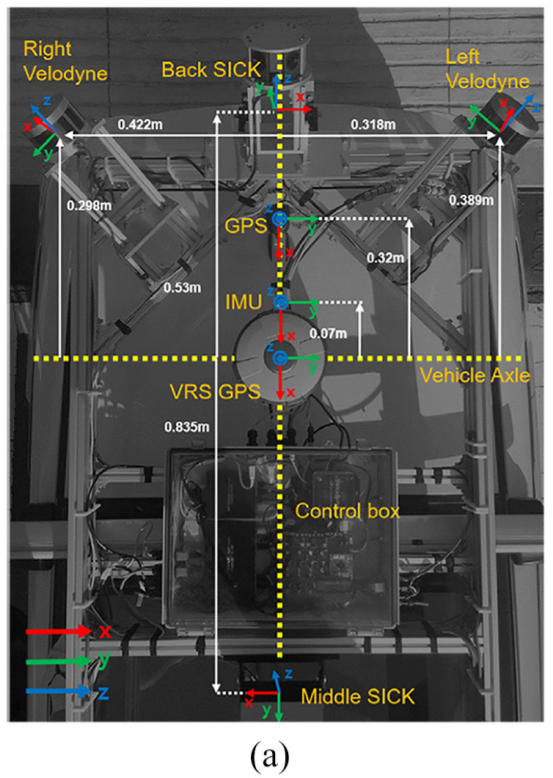 Right
Velodyne
Back SICK
Left
Velodyne
z
y
x
z
x
y
0.422m
0.318m
y
x
z
0.298m
0.389m
GPS
z
y
x
0.53m
0.32m
IMU
z
y
x
0.07m
z
y
x
Vehicle Axle
VRS GPS
0.835m
Control box
x
y
z
z
x
y
Middle SICK
(a)